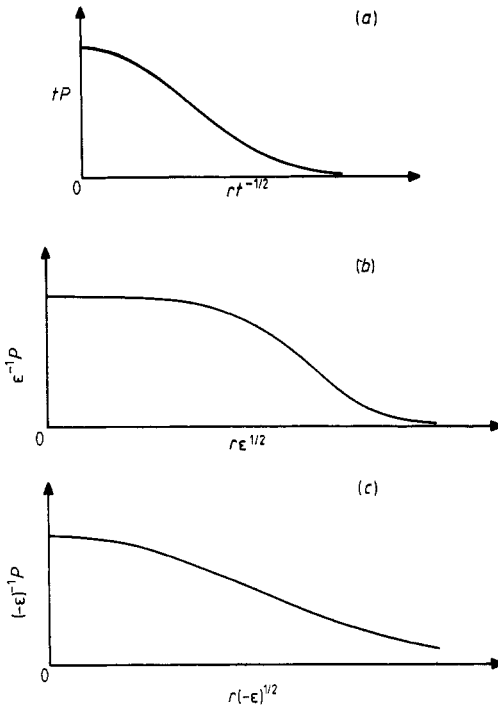 (a)
tP
0
rt^{-1/2}
(b)
ε^{-1}P
0
rε^{1/2}
(c)
(-ε)^{-1}P
0
r(-ε)^{1/2}